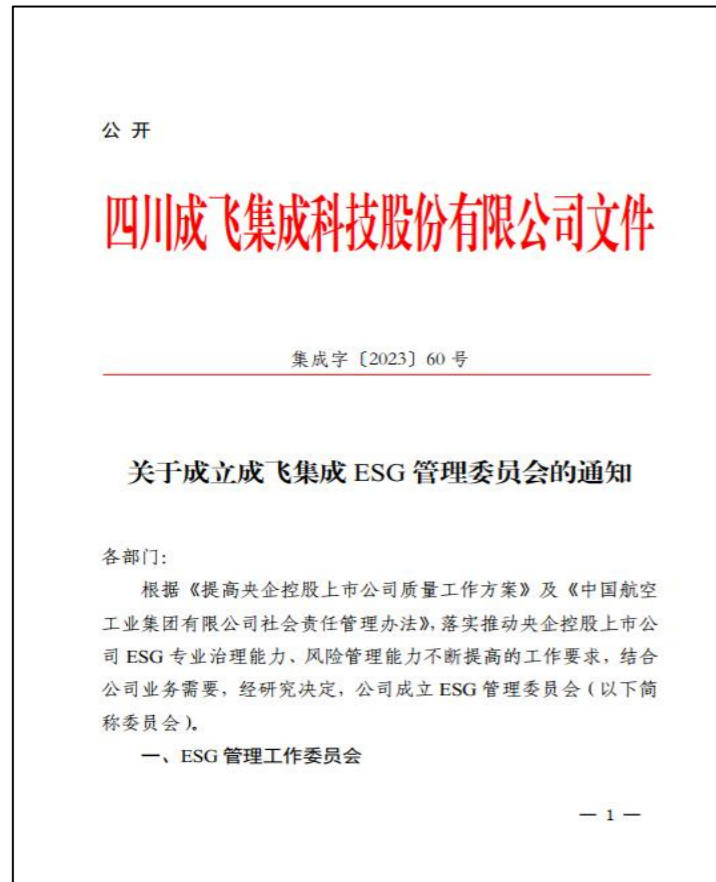 公 开
四川成飞集成科技股份有限公司文件
集成字〔2023〕60 号
关于成立成飞集成 ESG 管理委员会的通知
各部门：
根据《提高央企控股上市公司质量工作方案》及《中国航空
工业集团有限公司社会责任管理办法》，落实推动央企控股上市公
司 ESG 专业治理能力、风险管理能力不断提高的工作要求，结合
公司业务需要，经研究决定，公司成立 ESG 管理委员会（以下简
称委员会）。
一、ESG 管理工作委员会
— 1 —